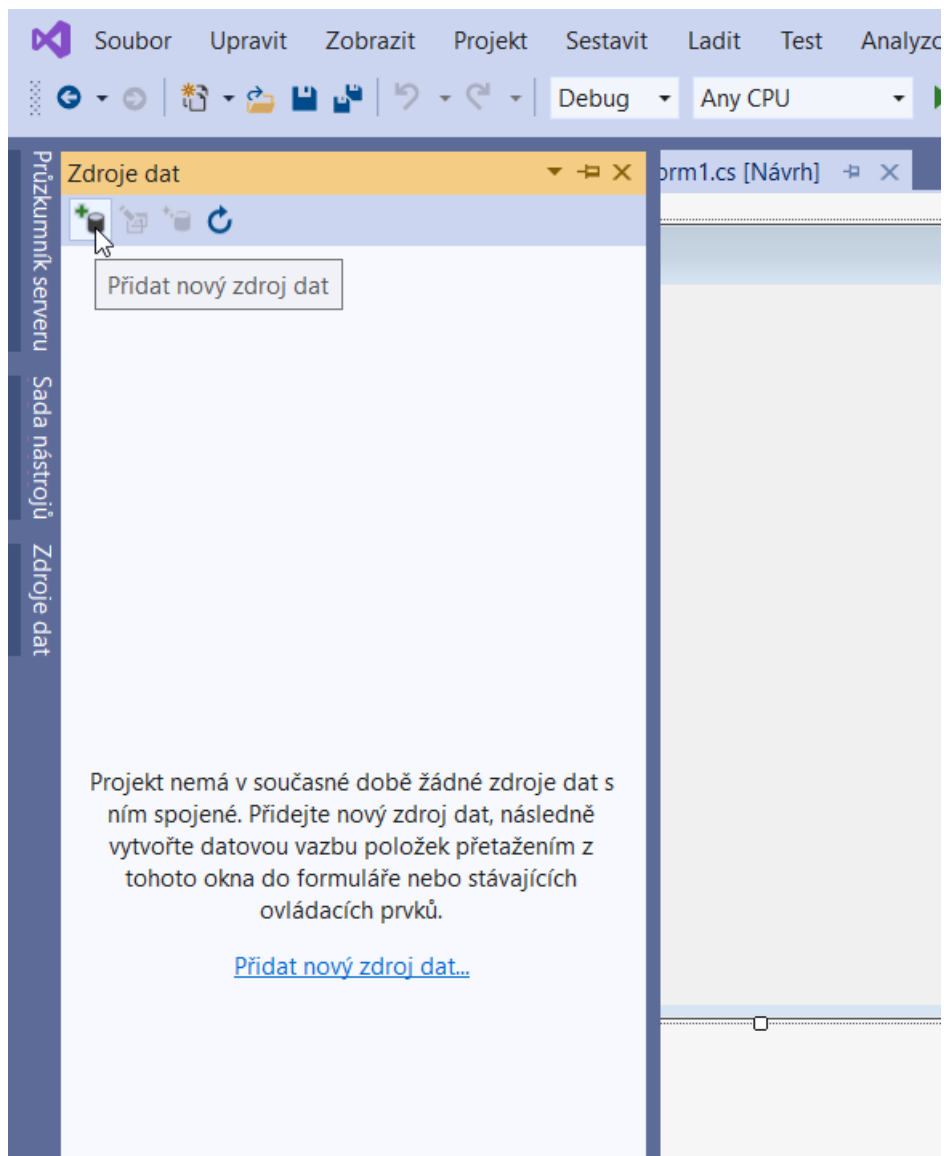 Soubor Upravit Zobrazit Projekt Sestavit Ladit Test
Debug Any CPU
Průzkumník serveru
Sada nástrojů
Zdroje dat
Zdroje dat
orm1.cs [Návrh]
Přidat nový zdroj dat
Projekt nemá v současné době žádné zdroje dat s
ním spojené. Přidejte nový zdroj dat, následně
vytvořte datovou vazbu položek přetažením z
tohoto okna do formuláře nebo stávajících
ovládacích prvků.
Přidat nový zdroj dat...